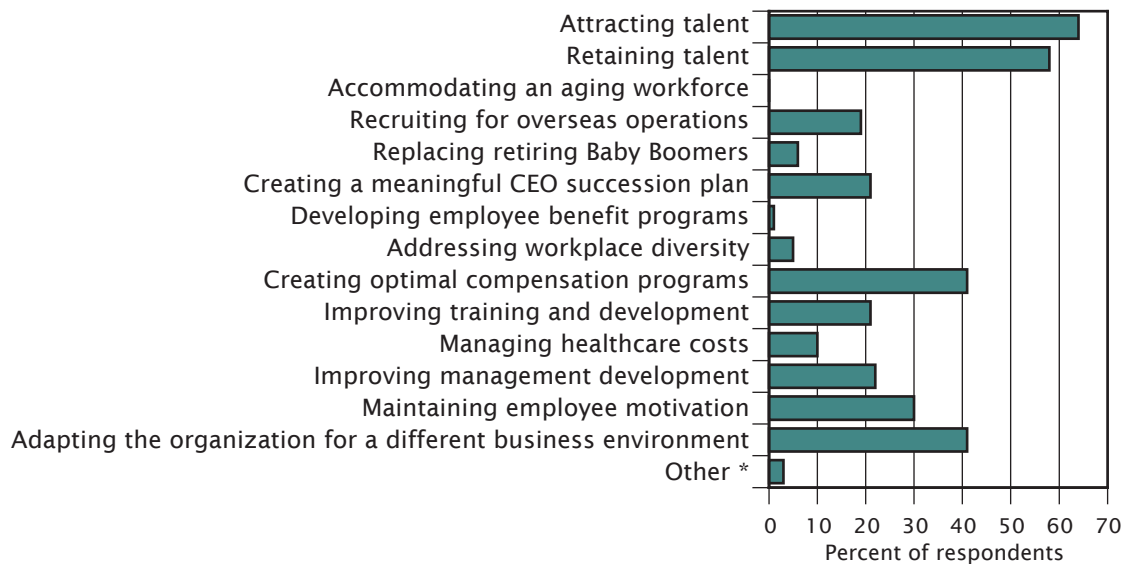 Attracting talent
Retaining talent
Accommodating an aging workforce
Recruiting for overseas operations
Replacing retiring Baby Boomers
Creating a meaningful CEO succession plan
Developing employee benefit programs
Addressing workplace diversity
Creating optimal compensation programs
Improving training and development
Managing healthcare costs
Improving management development
Maintaining employee motivation
Adapting the organization for a different business environment
Other *
0 10 20 30 40 50 60 70
Percent of respondents